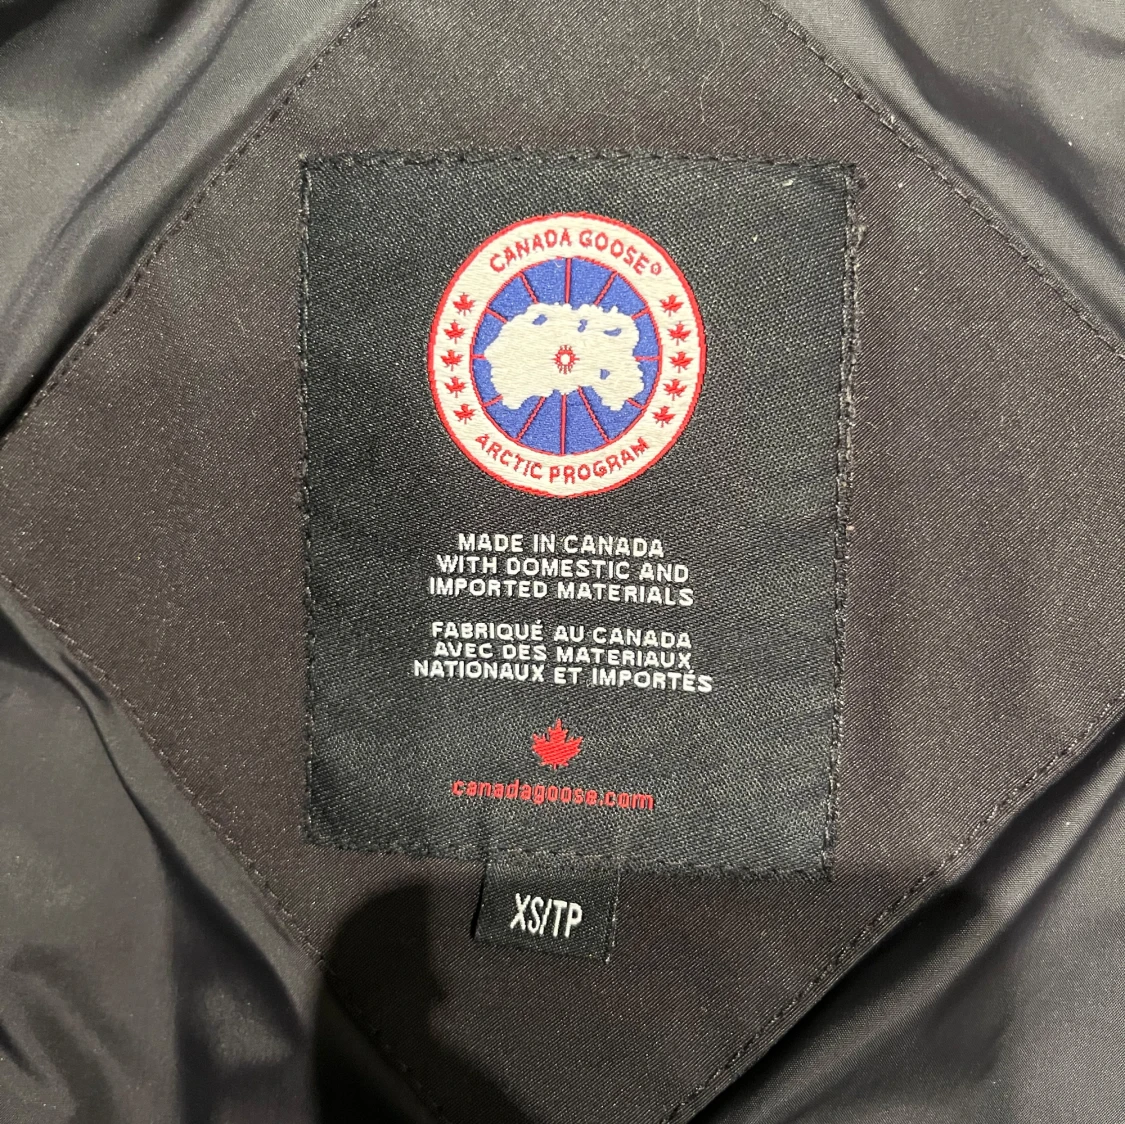 CANADA GOOSE®
ARCTIC PROGRAM
MADE IN CANADA
WITH DOMESTIC AND
IMPORTED MATERIALS
FABRIQUÉ AU CANADA
AVEC DES MATERIAUX
NATIONAUX ET IMPORTÉS
canadagoose.com
XS/TP